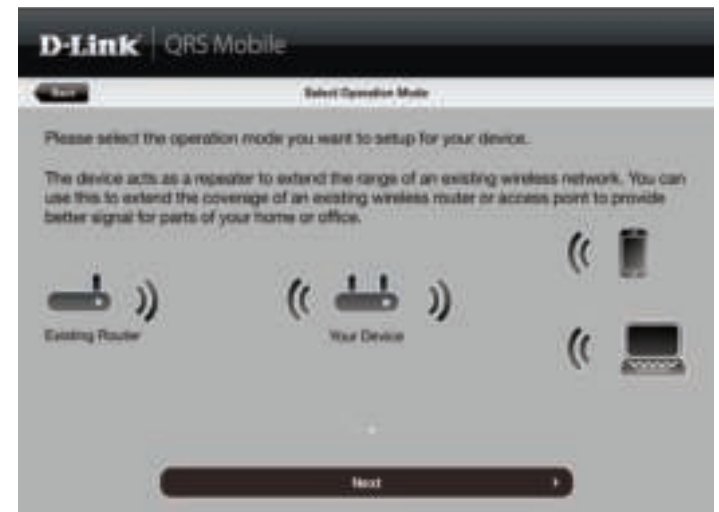 D-Link QRS Mobile
Back
Select Operation Mode
Please select the operation mode you want to setup for your device.
The device acts as a repeater to extend the range of an existing wireless network. You can
use this to extend the coverage of an existing wireless router or access point to provide
better signal for parts of your home or office.
Existing Router
Your Device
Next